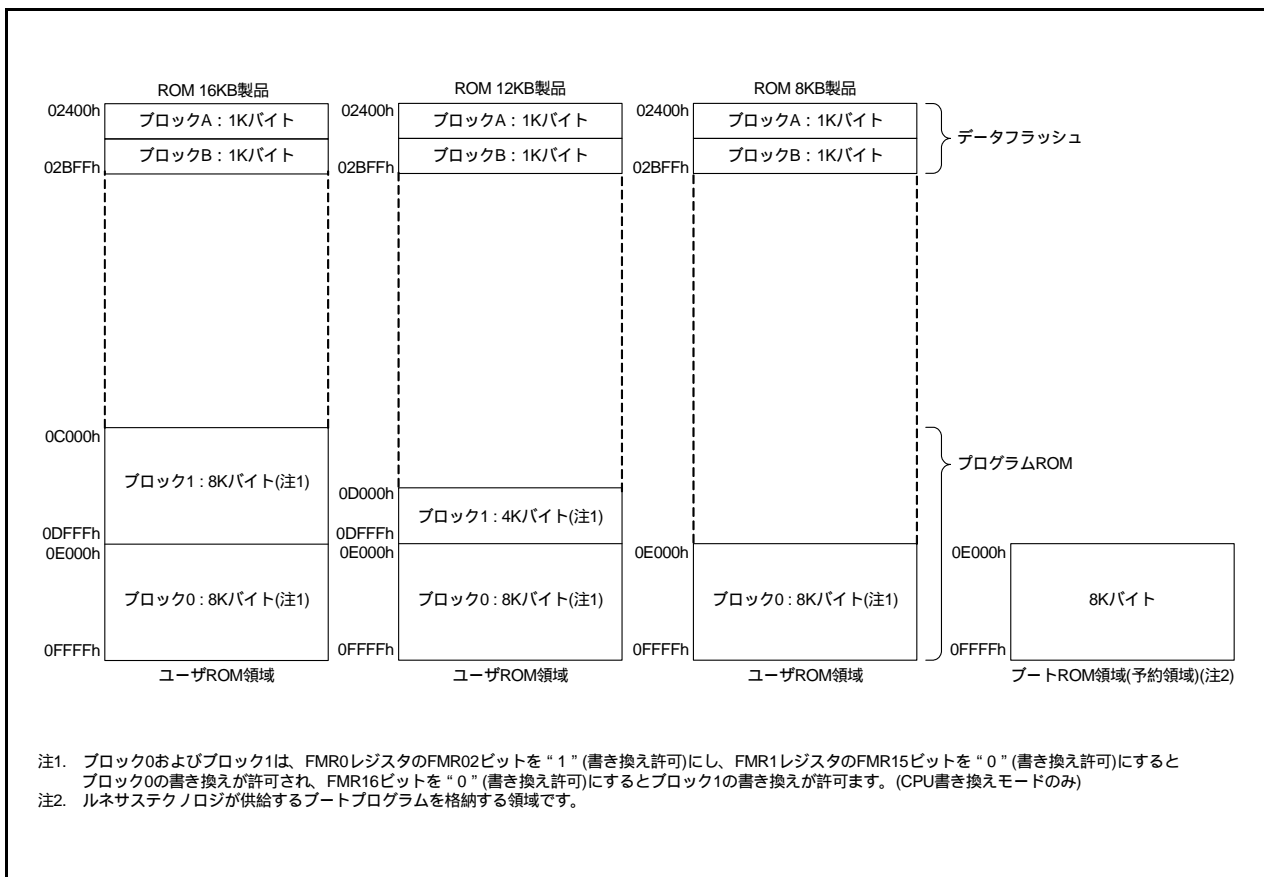 ROM 16KB製品
02400h
ブロックA : 1Kバイト
ブロックB : 1Kバイト
02BFFh
0C000h
ブロック1 : 8Kバイト(注1)
0DFFFh
0E000h
ブロック0 : 8Kバイト(注1)
0FFFFh
ユーザROM領域
ROM 12KB製品
02400h
ブロックA : 1Kバイト
ブロックB : 1Kバイト
02BFFh
0D000h
ブロック1 : 4Kバイト(注1)
0DFFFh
0E000h
ブロック0 : 8Kバイト(注1)
0FFFFh
ユーザROM領域
ROM 8KB製品
02400h
ブロックA : 1Kバイト
ブロックB : 1Kバイト
02BFFh
0E000h
ブロック0 : 8Kバイト(注1)
0FFFFh
ユーザROM領域
データフラッシュ
プログラムROM
0E000h
8Kバイト
0FFFFh
ブートROM領域(予約領域)(注2)
注1. ブロック0およびブロック1は、FMR0レジスタのFMR02ビットを“1”(書き換え許可)にし、FMR1レジスタのFMR15ビットを“0”(書き換え許可)にすると
ブロック0の書き換えが許可され、FMR16ビットを“0”(書き換え許可)にするとブロック1の書き換えが許可ます。(CPU書き換えモードのみ)
注2. ルネサステクノロジが供給するブートプログラムを格納する領域です。